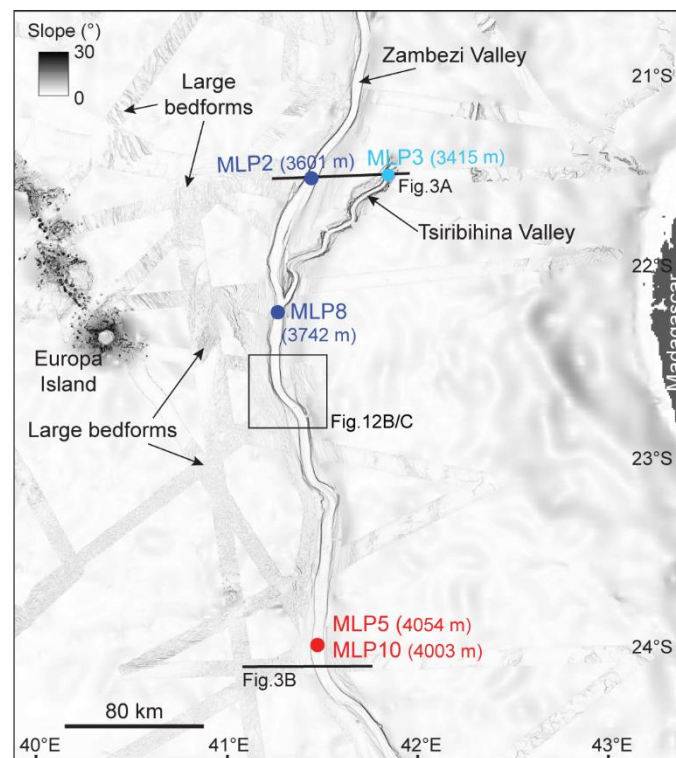 Slope (°)
30
0
Large
bedforms
Zambezi Valley
21°S
MLP2 (3601 m)
MLP3 (3415 m)
Fig.3A
Tsiribihina Valley
22°S
MLP8
(3742 m)
Europa
Island
Madagascar
Fig.12B/C
Large bedforms
23°S
MLP5 (4054 m)
MLP10 (4003 m)
24°S
Fig.3B
80 km
40°E
41°E
42°E
43°E